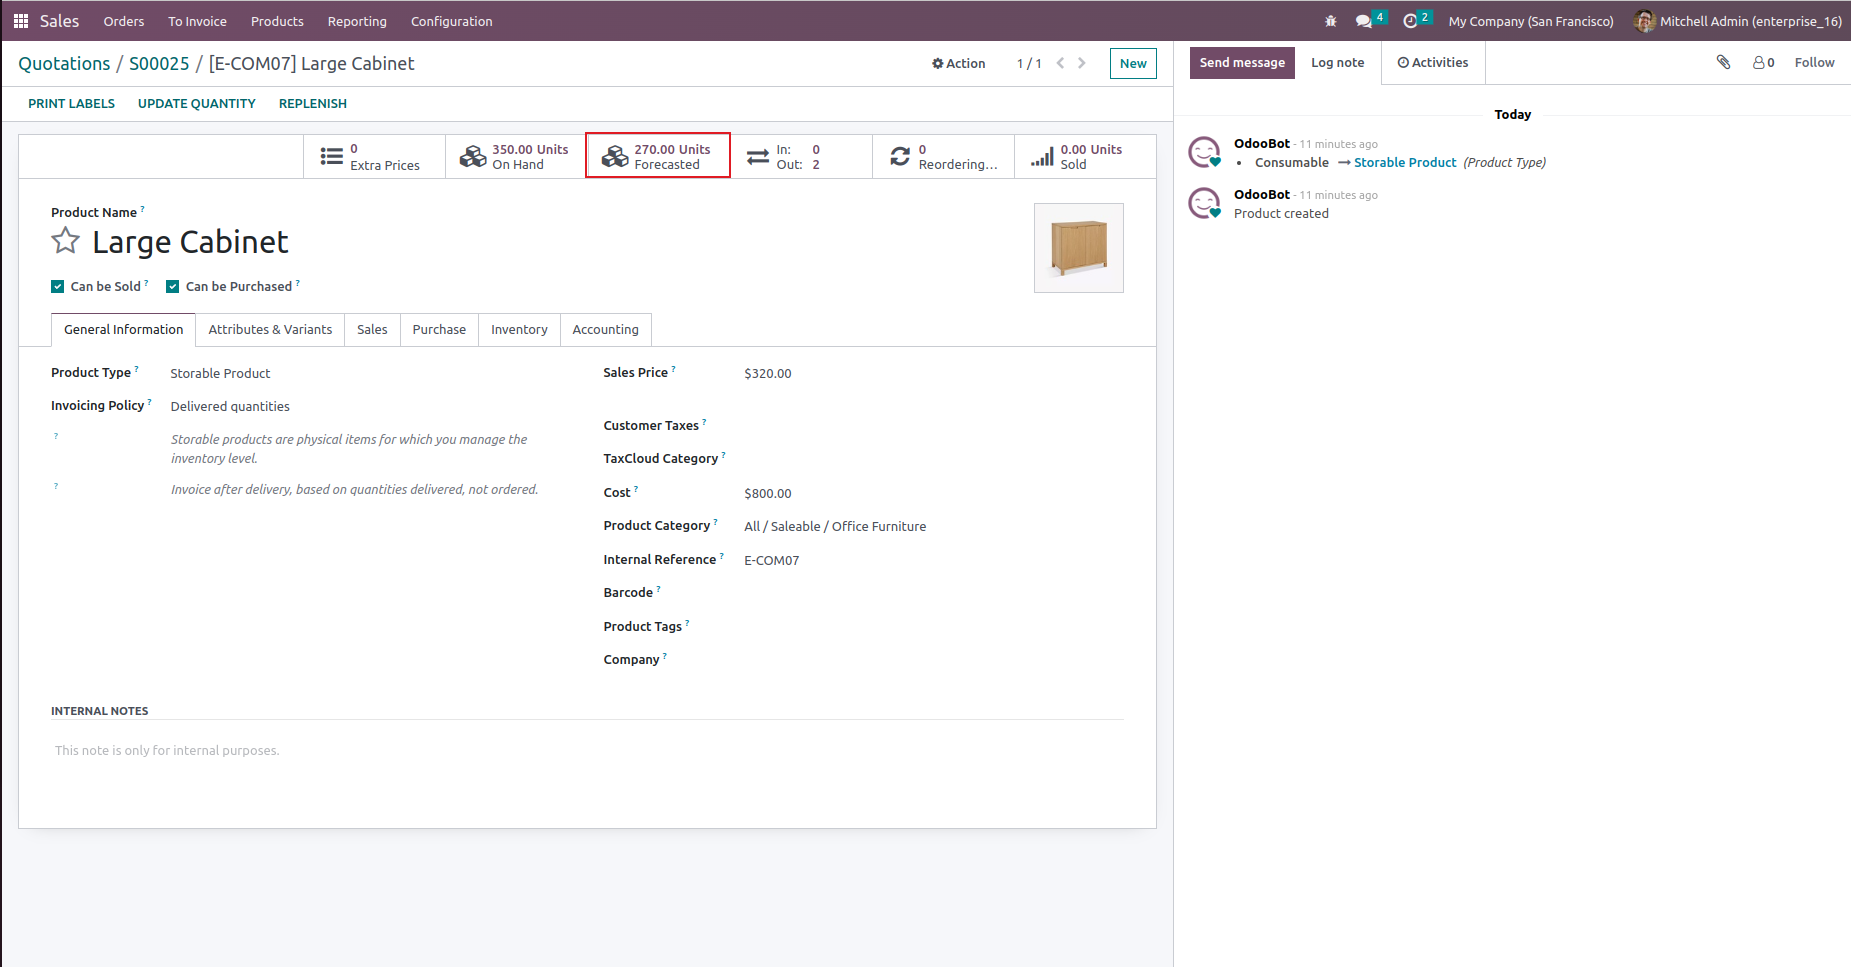 Sales Orders To Invoice Products Reporting Configuration 4 2 My Company (San Francisco) Mitchell Admin (enterprise_16)
Quotations / S00025 / [E-COM07] Large Cabinet Action 1 / 1 New
PRINT LABELS UPDATE QUANTITY REPLENISH
0 Extra Prices
350.00 Units On Hand
270.00 Units Forecasted
In: 0
Out: 2
0 Reordering...
0.00 Units Sold
Product Name ?
Large Cabinet
Can be Sold ? Can be Purchased ?
General Information Attributes & Variants Sales Purchase Inventory Accounting
Product Type ? Storable Product
Invoicing Policy ? Delivered quantities
? Storable products are physical items for which you manage the
inventory level.
? Invoice after delivery, based on quantities delivered, not ordered.
Sales Price ? $320.00
Customer Taxes ?
TaxCloud Category ?
Cost ? $800.00
Product Category ? All / Saleable / Office Furniture
Internal Reference ? E-COM07
Barcode ?
Product Tags ?
Company ?
INTERNAL NOTES
This note is only for internal purposes.
Send message Log note Activities 0 Follow
Today
OdooBot - 11 minutes ago
• Consumable → Storable Product (Product Type)
OdooBot - 11 minutes ago
Product created